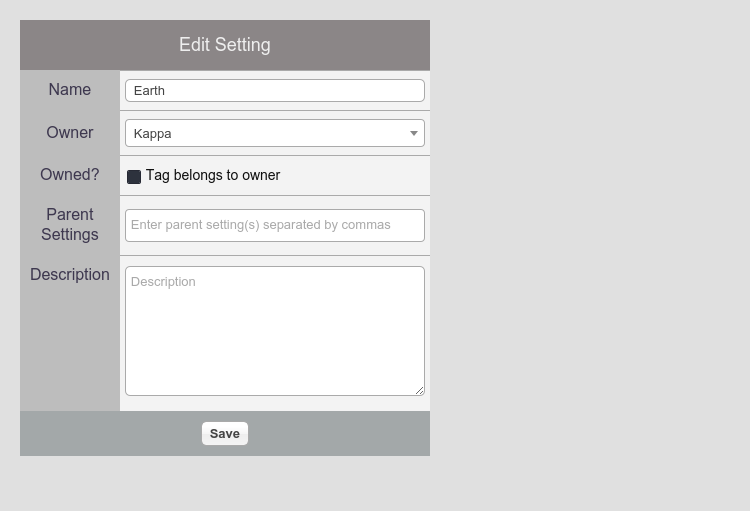 Edit Setting
Name
Earth
Owner
Kappa
Owned?
Tag belongs to owner
Parent
Settings
Enter parent setting(s) separated by commas
Description
Description
Save